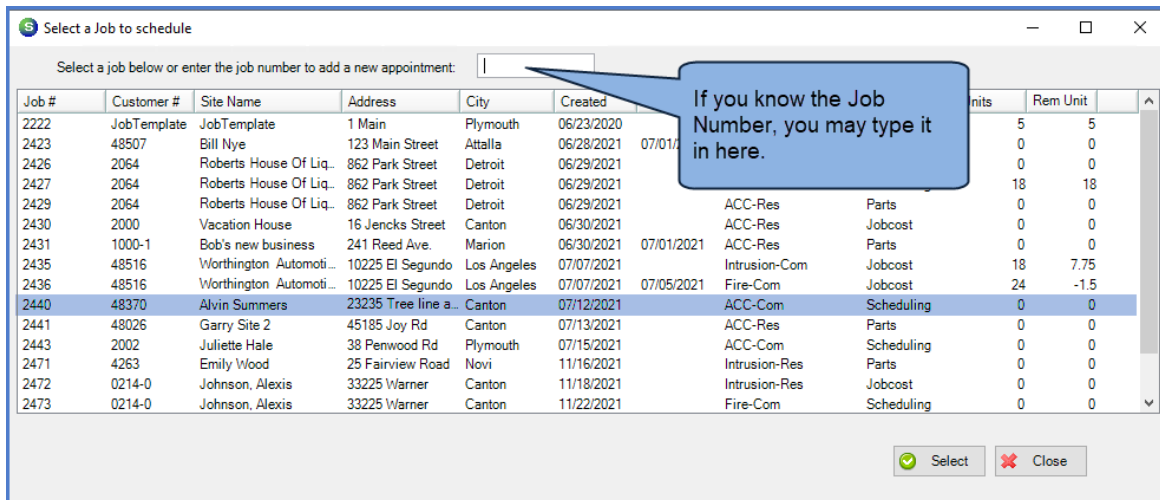 Select a Job to schedule
Select a job below or enter the job number to add a new appointment:
If you know the Job
Number, you may type it
in here.
Job # Customer # Site Name Address City Created Rem Unit
2222 JobTemplate JobTemplate 1 Main Plymouth 06/23/2020 5 5
2423 48507 Bill Nye 123 Main Street Attalla 06/28/2021 0 0
2426 2064 Roberts House Of Liq... 862 Park Street Detroit 06/29/2021 0 0
2427 2064 Roberts House Of Liq... 862 Park Street Detroit 06/29/2021 18 18
2429 2064 Roberts House Of Liq... 862 Park Street Detroit 06/29/2021 ACC-Res Parts 0 0
2430 2000 Vacation House 16 Jencks Street Canton 06/30/2021 ACC-Res Jobcost 0 0
2431 1000-1 Bob's new business 241 Reed Ave. Marion 06/30/2021 07/01/2021 ACC-Res Parts 0 0
2435 48516 Worthington Automoti... 10225 El Segundo Los Angeles 07/07/2021 Intrusion-Com Jobcost 18 7.75
2436 48516 Worthington Automoti... 10225 El Segundo Los Angeles 07/07/2021 07/05/2021 Fire-Com Jobcost 24 -1.5
2440 48370 Alvin Summers 23235 Tree line a... Canton 07/12/2021 ACC-Com Scheduling 0 0
2441 48026 Garry Site 2 45185 Joy Rd Canton 07/13/2021 ACC-Res Parts 0 0
2443 2002 Juliette Hale 38 Penwood Rd Plymouth 07/15/2021 ACC-Com Scheduling 0 0
2471 4263 Emily Wood 25 Fairview Road Novi 11/16/2021 Intrusion-Res Parts 0 0
2472 0214-0 Johnson, Alexis 33225 Warner Canton 11/18/2021 Intrusion-Res Jobcost 0 0
2473 0214-0 Johnson, Alexis 33225 Warner Canton 11/22/2021 Fire-Com Scheduling 0 0
Select Close